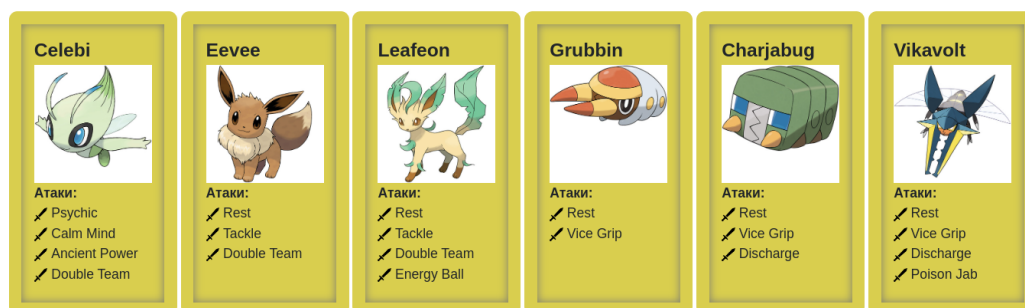 Celebi
Атаки:
Psychic
Calm Mind
Ancient Power
Double Team
Eevee
Атаки:
Rest
Tackle
Double Team
Leafeon
Атаки:
Rest
Tackle
Double Team
Energy Ball
Grubbin
Атаки:
Rest
Vice Grip
Charjabug
Атаки:
Rest
Vice Grip
Discharge
Vikavolt
Атаки:
Rest
Vice Grip
Discharge
Poison Jab